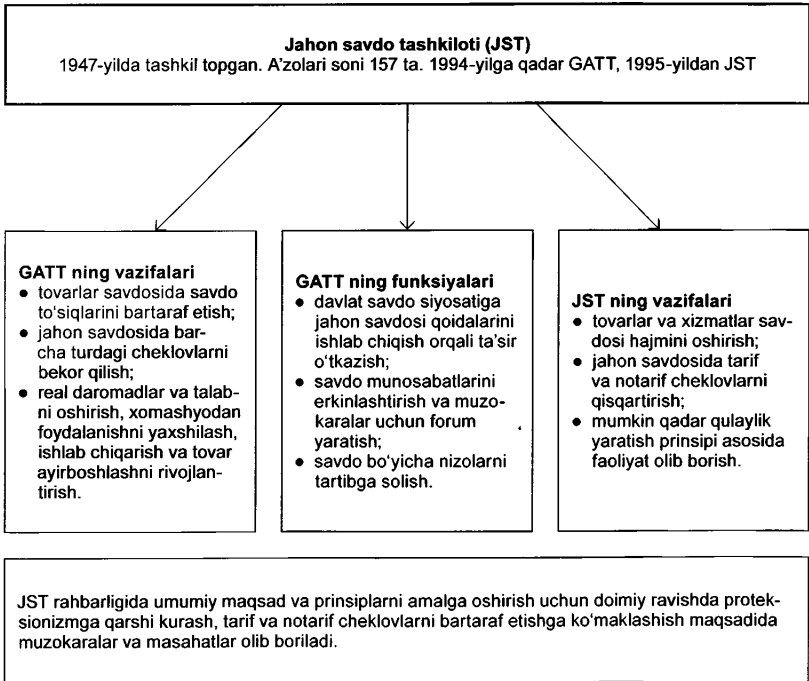 Jahon savdo tashkiloti (JST)
1947-yilda tashkil topgan. A'zolari soni 157 ta. 1994-yilga qadar GATT, 1995-yildan JST
GATT ning vazifalari
● tovarlar savdosida savdo
to'siqlarini bartaraf etish;
● jahon savdosida bar-
cha turdagi cheklovlarni
bekor qilish;
● real daromadlar va talab-
ni oshirish, xomashyodan
foydalanishni yaxshilash,
ishlab chiqarish va tovar
ayirboshlashni rivojlan-
tirish.
GATT ning funksiyalari
● davlat savdo siyosatiga
jahon savdosi qoidalarini
ishlab chiqish orqali ta'sir
o'tkazish;
● savdo munosabatlarini
erkinlashtirish va muzo-
karalar uchun forum
yaratish;
● savdo bo'yicha nizolarni
tartibga solish.
JST ning vazifalari
● tovarlar va xizmatlar sav-
dosi hajmini oshirish;
● jahon savdosida tarif
va notarif cheklovlarni
qisqartirish;
● mumkin qadar qulaylik
yaratish prinsipi asosida
faoliyat olib borish.
JST rahbarligida umumiy maqsad va prinsiplarni amalga oshirish uchun doimiy ravishda protek-
sionizmga qarshi kurash, tarif va notarif cheklovlarni bartaraf etishga ko'maklashish maqsadida
muzokaralar va masahatlar olib boriladi.